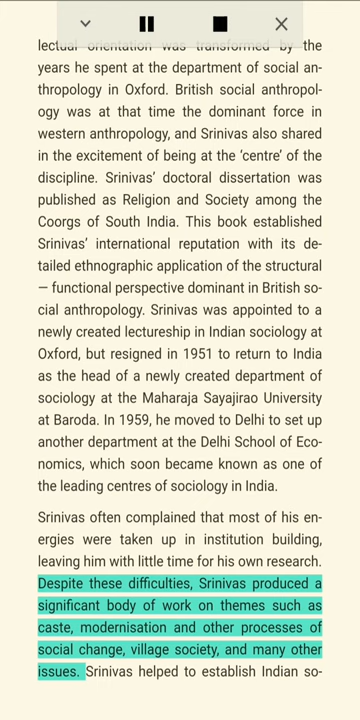 lectual orientation was transformed by the
years he spent at the department of social an-
thropology in Oxford. British social anthropol-
ogy was at that time the dominant force in
western anthropology, and Srinivas also shared
in the excitement of being at the ‘centre’ of the
discipline. Srinivas’ doctoral dissertation was
published as Religion and Society among the
Coorgs of South India. This book established
Srinivas’ international reputation with its de-
tailed ethnographic application of the structural
– functional perspective dominant in British so-
cial anthropology. Srinivas was appointed to a
newly created lectureship in Indian sociology at
Oxford, but resigned in 1951 to return to India
as the head of a newly created department of
sociology at the Maharaja Sayajirao University
at Baroda. In 1959, he moved to Delhi to set up
another department at the Delhi School of Eco-
nomics, which soon became known as one of
the leading centres of sociology in India.
Srinivas often complained that most of his en-
ergies were taken up in institution building,
leaving him with little time for his own research.
Despite these difficulties, Srinivas produced a
significant body of work on themes such as
caste, modernisation and other processes of
social change, village society, and many other
issues. Srinivas helped to establish Indian so-